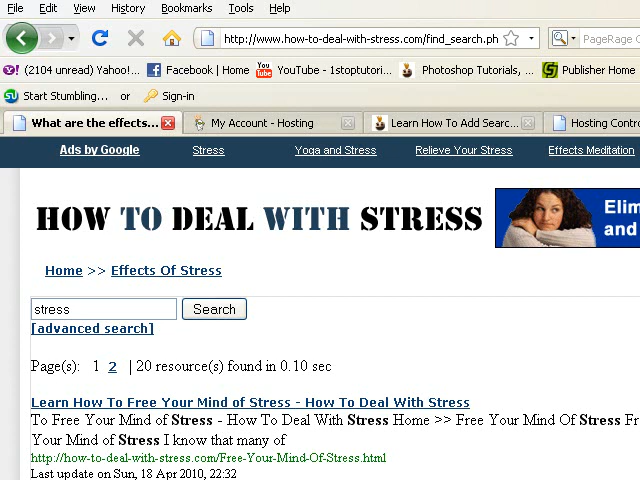 File Edit View History Bookmarks Tools Help
http://www.how-to-deal-with-stress.com/find_search.ph PageRage C
(2104 unread) Yahoo!... Facebook | Home YouTube - 1stoptutori... Photoshop Tutorials, ... Publisher Home
Start Stumbling... or Sign-in
What are the effects... My Account - Hosting Learn How To Add Searc... Hosting Contro
Ads by Google Stress Yoga and Stress Relieve Your Stress Effects Meditation
HOW TO DEAL WITH STRESS
Elim
and
Home >> Effects Of Stress
stress Search
[advanced search]
Page(s): 1 2 | 20 resource(s) found in 0.10 sec
Learn How To Free Your Mind of Stress - How To Deal With Stress
To Free Your Mind of Stress - How To Deal With Stress Home >> Free Your Mind Of Stress Fr
Your Mind of Stress I know that many of
http://how-to-deal-with-stress.com/Free-Your-Mind-Of-Stress.html
Last update on Sun, 18 Apr 2010, 22:32